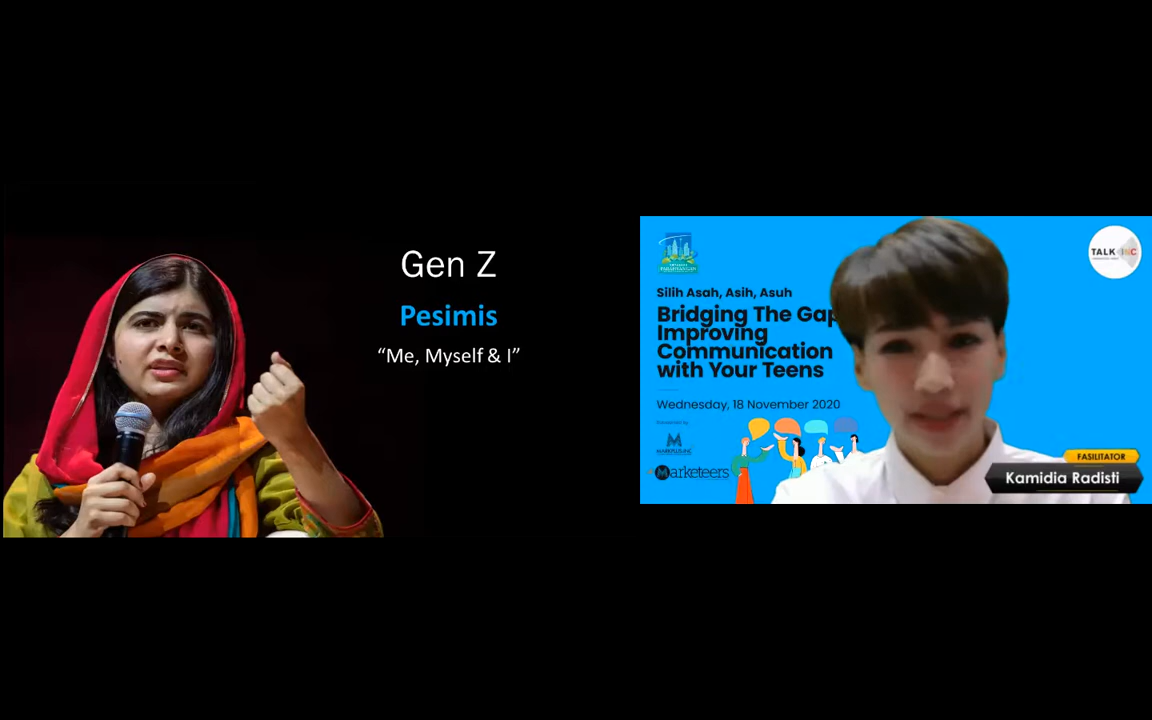 Gen Z
Pesimis
“Me, Myself & I”
TALK INC
Silih Asah, Asih, Asuh
Bridging The Gap
Improving
Communication
with Your Teens
Wednesday, 18 November 2020
Marketeers
FASILITATOR
Kamidia Radisti